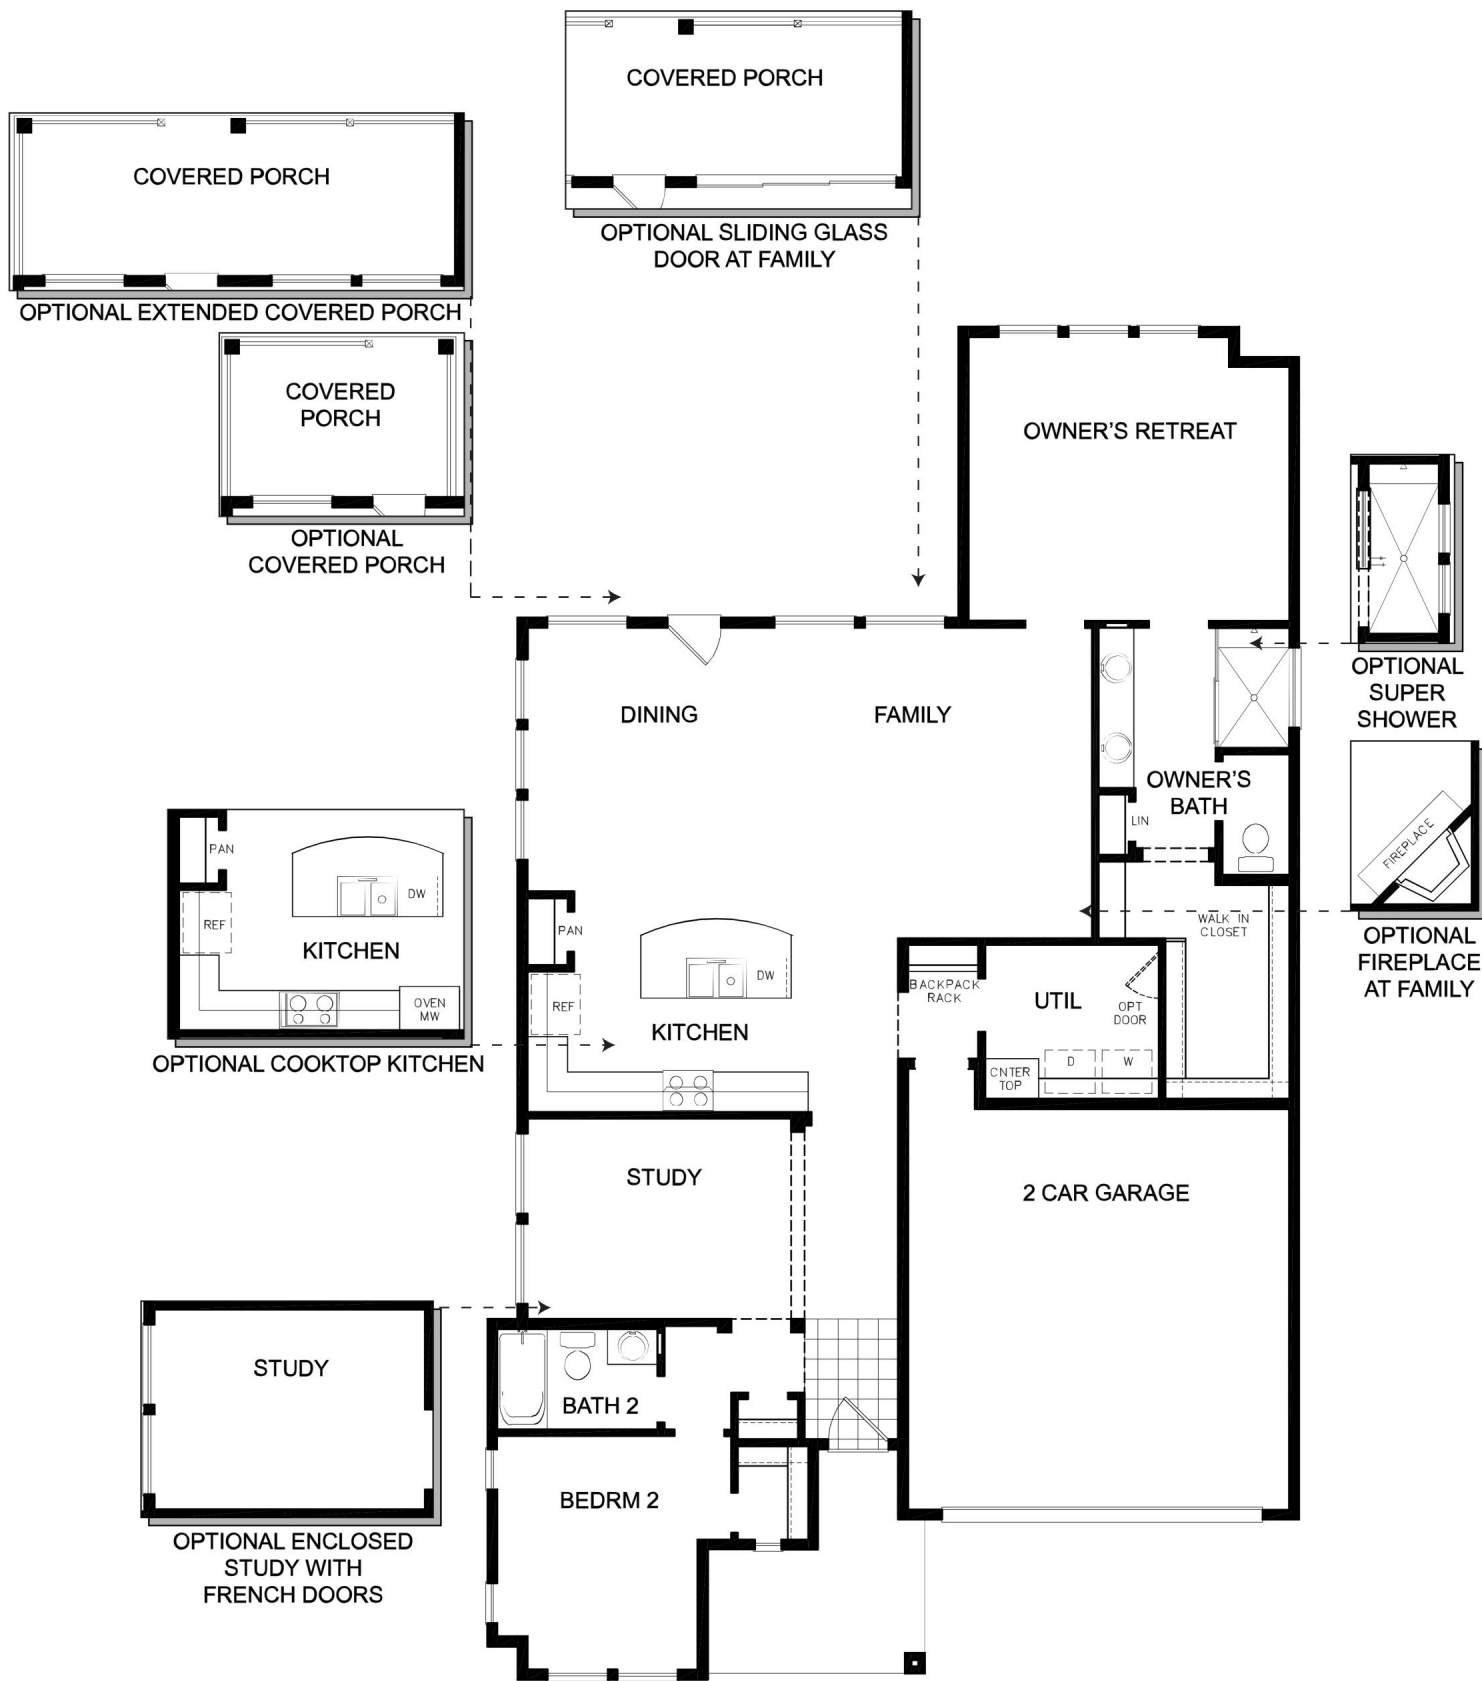 COVERED PORCH
OPTIONAL SLIDING GLASS
DOOR AT FAMILY
COVERED PORCH
OPTIONAL EXTENDED COVERED PORCH
COVERED
PORCH
OPTIONAL
COVERED PORCH
OWNER'S RETREAT
OPTIONAL
SUPER
SHOWER
DINING
FAMILY
OWNER'S
BATH
LIN
FIREPLACE
OPTIONAL
FIREPLACE
AT FAMILY
PAN
DW
REF
KITCHEN
OVEN
MW
OPTIONAL COOKTOP KITCHEN
PAN
DW
REF
KITCHEN
WALK IN
CLOSET
BACKPACK
RACK
UTIL
OPT
DOOR
CNTER
TOP
D
W
STUDY
2 CAR GARAGE
STUDY
OPTIONAL ENCLOSED
STUDY WITH
FRENCH DOORS
BATH 2
BEDRM 2